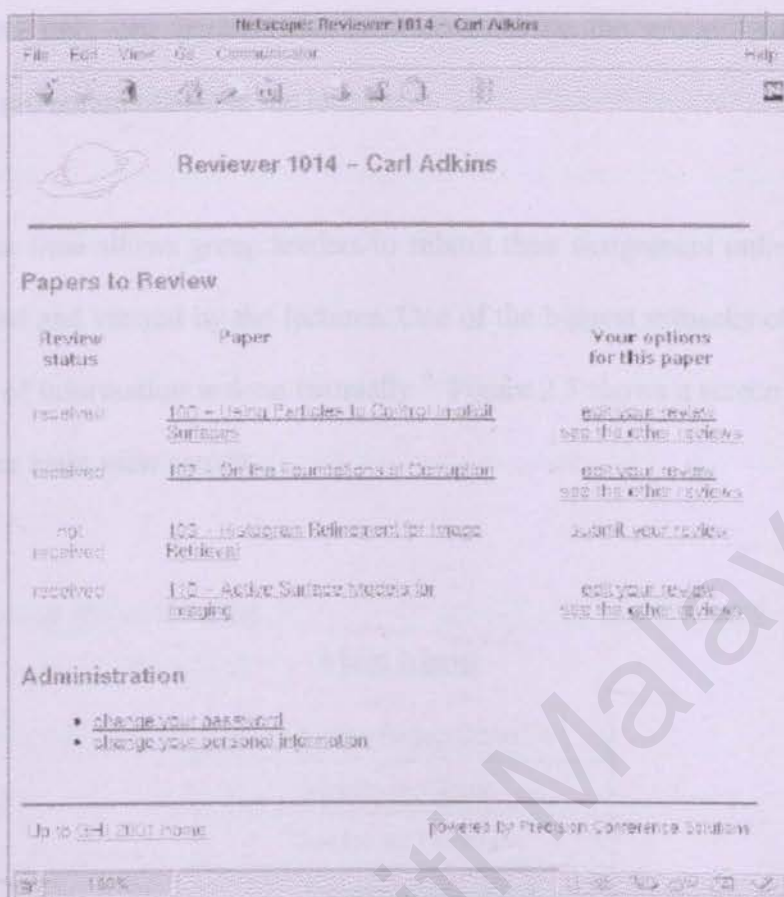 Netscape: Reviewer 1014 – Carl Adkins
File Edit View Go Communicator Help
Reviewer 1014 – Carl Adkins
Papers to Review
Review status
Paper
Your options for this paper
received
100 – Using Particles to Control Implicit
Surfaces
edit your review
see the other reviews
received
On the Foundations of Corruption
edit your review
see the other reviews
not
received
103 – Histogram Refinement for Image
Retrieval
submit your review
received
110 – Active Surface Models for
Imaging
edit your review
see the other reviews
Administration
• change your password
• change your personal information
Up to CHI 2001 Home
powered by Precision Conference Solutions
100%